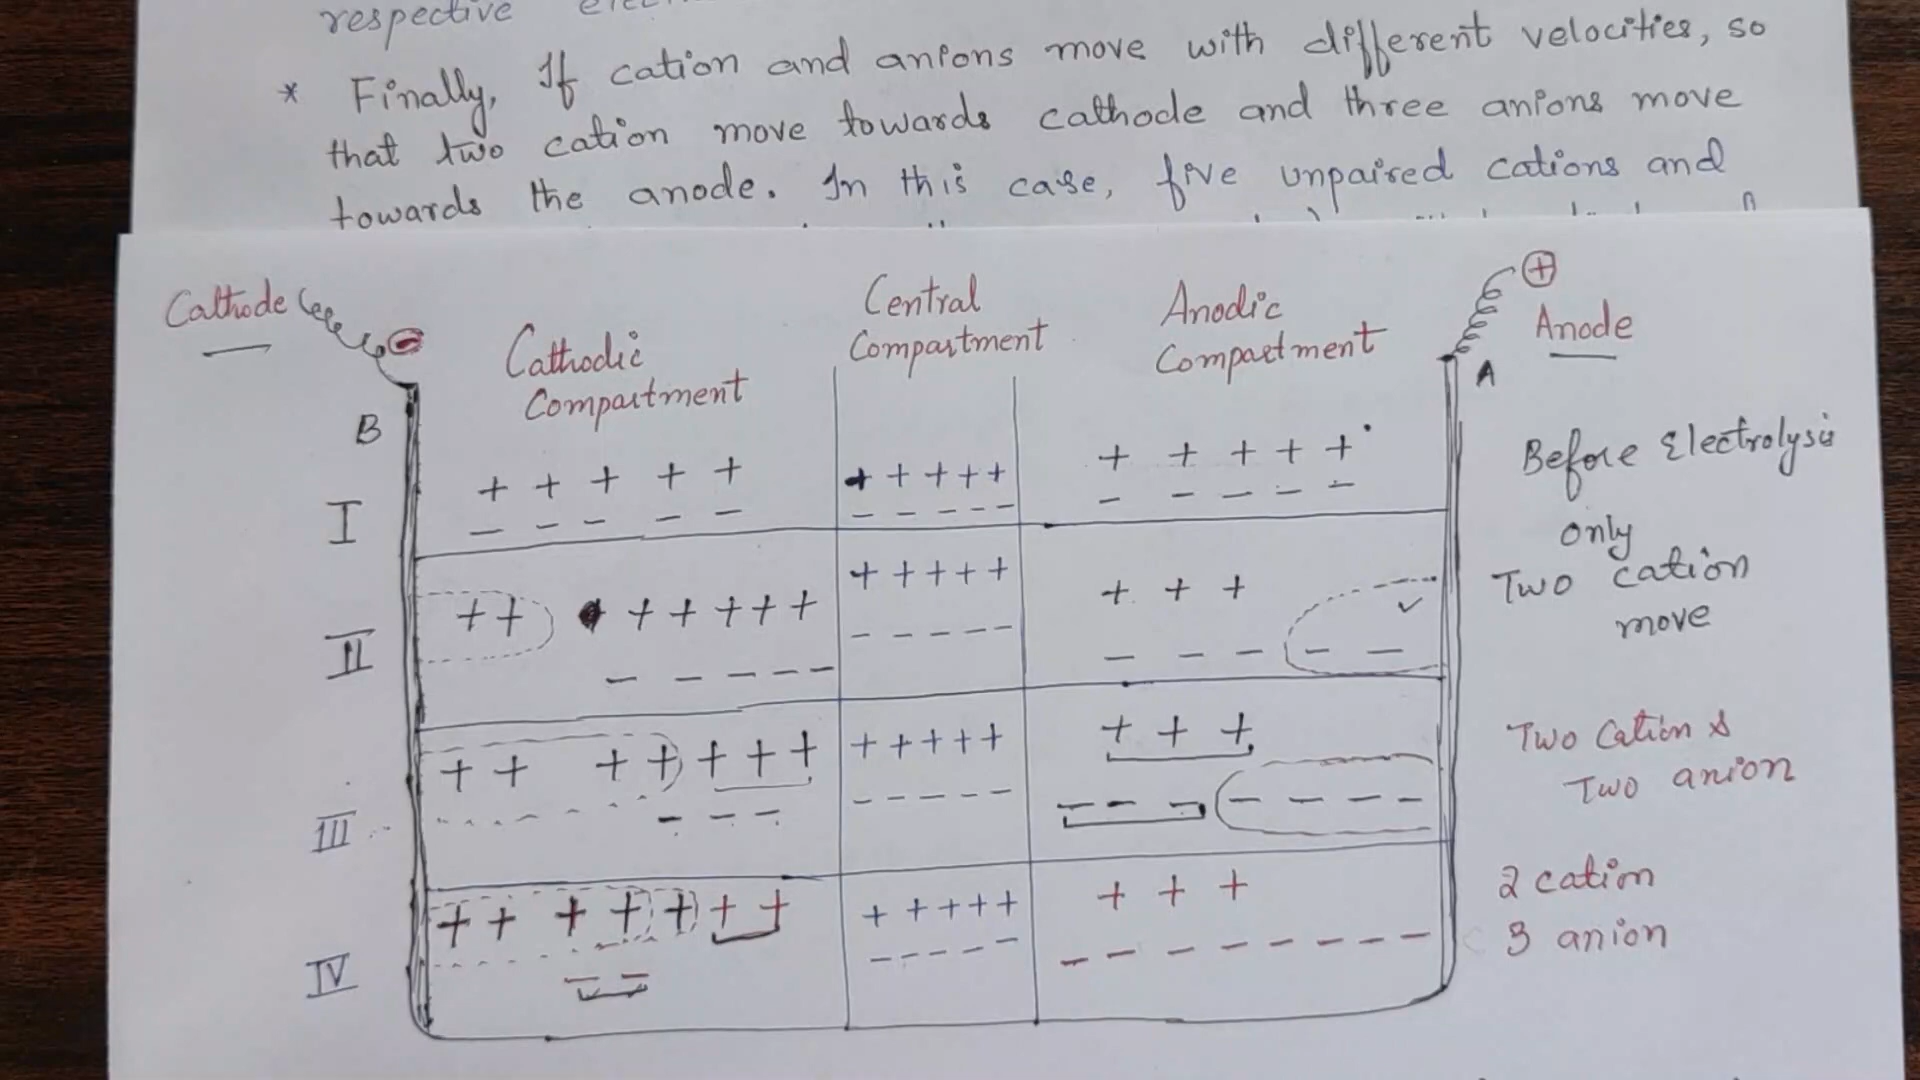 respective
* Finally, If cation and anions move with different velocities, so
that two cation move towards cathode and three anions move
towards the anode. In this case, five unpaired cations and
Cathode
-
Cathodic
Compartment
Central
Compartment
Anodic
Compartment
+
Anode
A
B
I
+ + + + +
- - - - -
+ + + + +
- - - - -
+ + + + +
- - - - -
Before Electrolysis
II
+ + + + + + +
- - - - -
+ + + + +
- - - - -
+ + +
- - - - -
✓
only
Two cation
move
III
+ + + + + + +
- - -
+ + + + +
- - - - -
+ + +
- - - - - - -
Two Cation &
Two anion
IV
+ + + + + + +
- -
+ + + + +
- - - - -
+ + +
- - - - - - - -
2 cation
3 anion